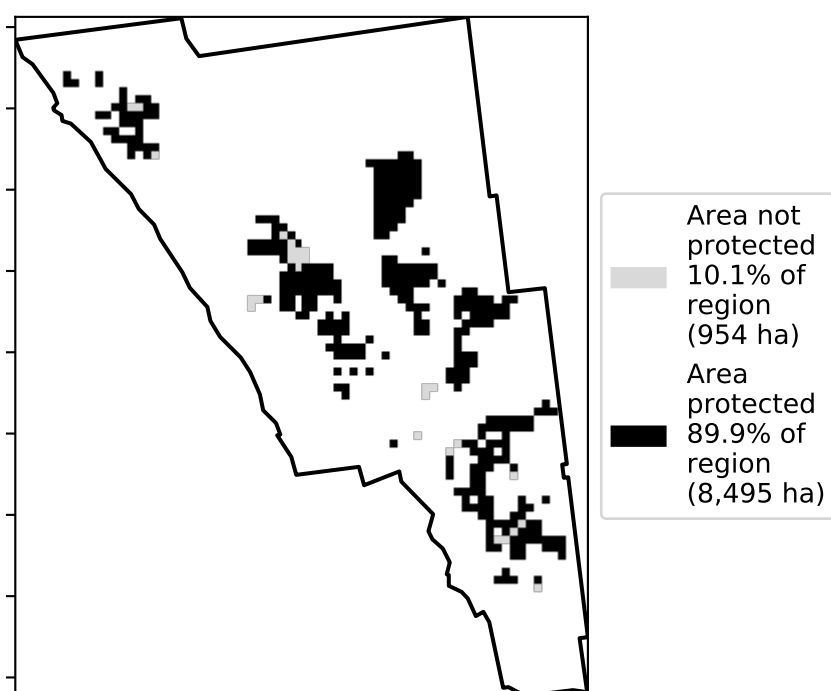 Area not
protected
10.1% of
region
(954 ha)
Area
protected
89.9% of
region
(8,495 ha)